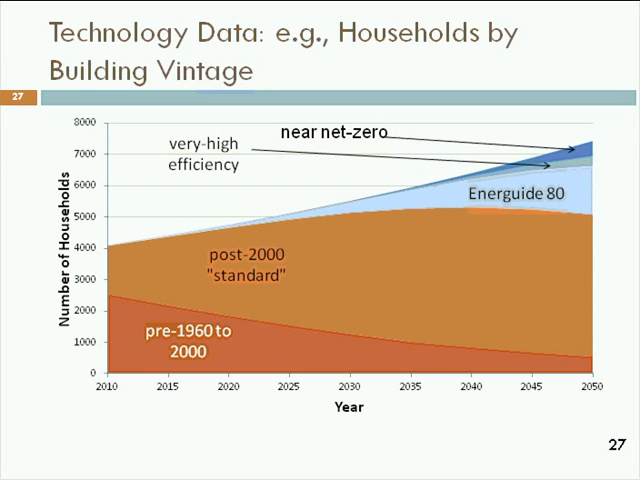 Technology Data: e.g., Households by
Building Vintage
27
8000
7000
6000
5000
4000
3000
2000
1000
0
Number of Households
near net-zero
very-high
efficiency
Energuide 80
post-2000
"standard"
pre-1960 to
2000
2010 2015 2020 2025 2030 2035 2040 2045 2050
Year
27